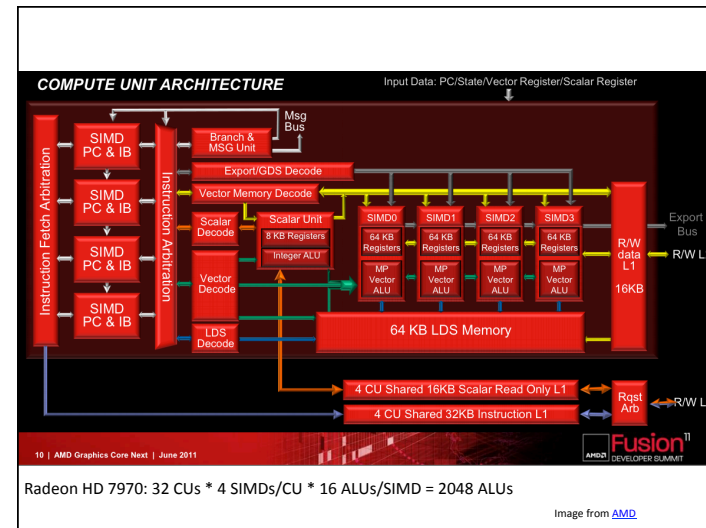 COMPUTE UNIT ARCHITECTURE
Input Data: PC/State/Vector Register/Scalar Register
Msg
Bus
Instruction Fetch Arbitration
SIMD
PC & IB
SIMD
PC & IB
SIMD
PC & IB
SIMD
PC & IB
Instruction Arbitration
Branch &
MSG Unit
Export/GDS Decode
Vector Memory Decode
Scalar
Decode
Scalar Unit
8 KB Registers
Integer ALU
Vector
Decode
LDS
Decode
SIMD0
64 KB
Registers
MP
Vector
ALU
SIMD1
64 KB
Registers
MP
Vector
ALU
SIMD2
64 KB
Registers
MP
Vector
ALU
SIMD3
64 KB
Registers
MP
Vector
ALU
64 KB LDS Memory
R/W
data
L1
16KB
Export
Bus
R/W L
4 CU Shared 16KB Scalar Read Only L1
4 CU Shared 32KB Instruction L1
Rqst
Arb
R/W L
10 | AMD Graphics Core Next | June 2011
AMD
Fusion11
DEVELOPER SUMMIT
Radeon HD 7970: 32 CUs * 4 SIMDs/CU * 16 ALUs/SIMD = 2048 ALUs
Image from AMD